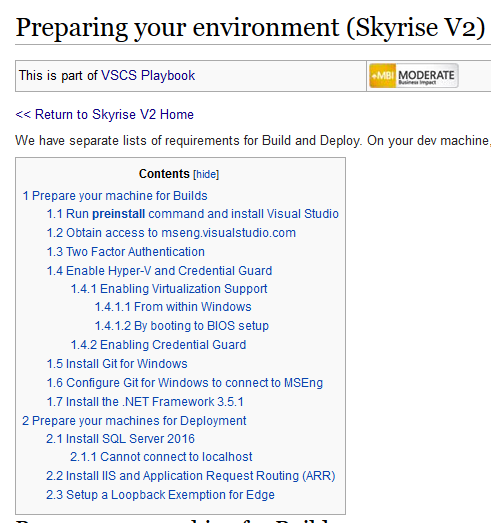 Preparing your environment (Skyrise V2)
This is part of VSCS Playbook
+MBI MODERATE
Business Impact
<< Return to Skyrise V2 Home
We have separate lists of requirements for Build and Deploy. On your dev machine,
Contents [hide]
1 Prepare your machine for Builds
1.1 Run preinstall command and install Visual Studio
1.2 Obtain access to mseng.visualstudio.com
1.3 Two Factor Authentication
1.4 Enable Hyper-V and Credential Guard
1.4.1 Enabling Virtualization Support
1.4.1.1 From within Windows
1.4.1.2 By booting to BIOS setup
1.4.2 Enabling Credential Guard
1.5 Install Git for Windows
1.6 Configure Git for Windows to connect to MSEng
1.7 Install the .NET Framework 3.5.1
2 Prepare your machines for Deployment
2.1 Install SQL Server 2016
2.1.1 Cannot connect to localhost
2.2 Install IIS and Application Request Routing (ARR)
2.3 Setup a Loopback Exemption for Edge